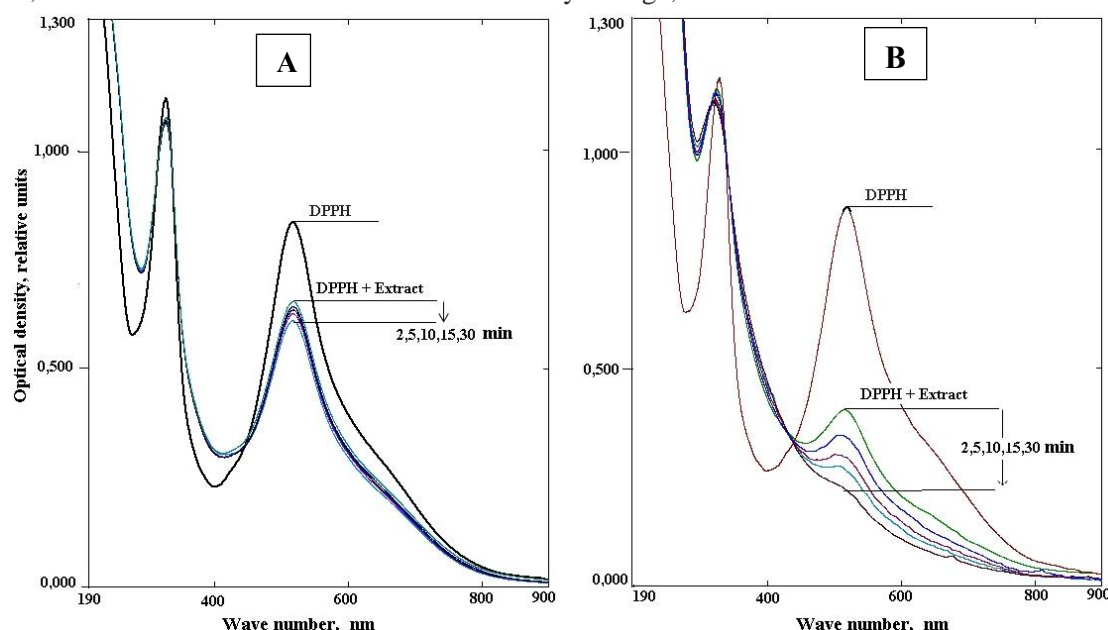 A
1,300
1,000
0,500
0,000
Optical density, relative units
DPPH
DPPH + Extract
2,5,10,15,30 min
190 400 600 800 900
Wave number, nm
B
1,300
1,000
0,500
0,000
DPPH
DPPH + Extract
2,5,10,15,30 min
190 400 600 800 900
Wave number, nm